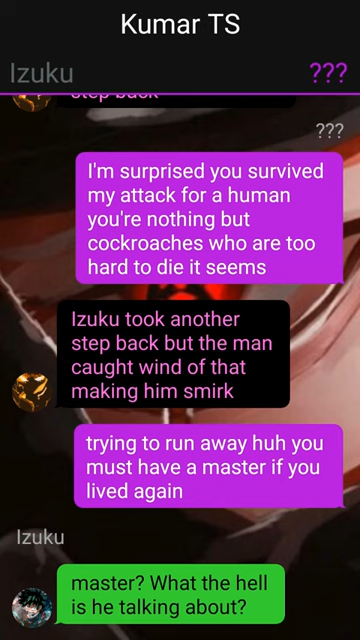 Kumar TS
Izuku
???
step back
???
I'm surprised you survived
my attack for a human
you're nothing but
cockroaches who are too
hard to die it seems
Izuku took another
step back but the man
caught wind of that
making him smirk
trying to run away huh you
must have a master if you
lived again
Izuku
master? What the hell
is he talking about?